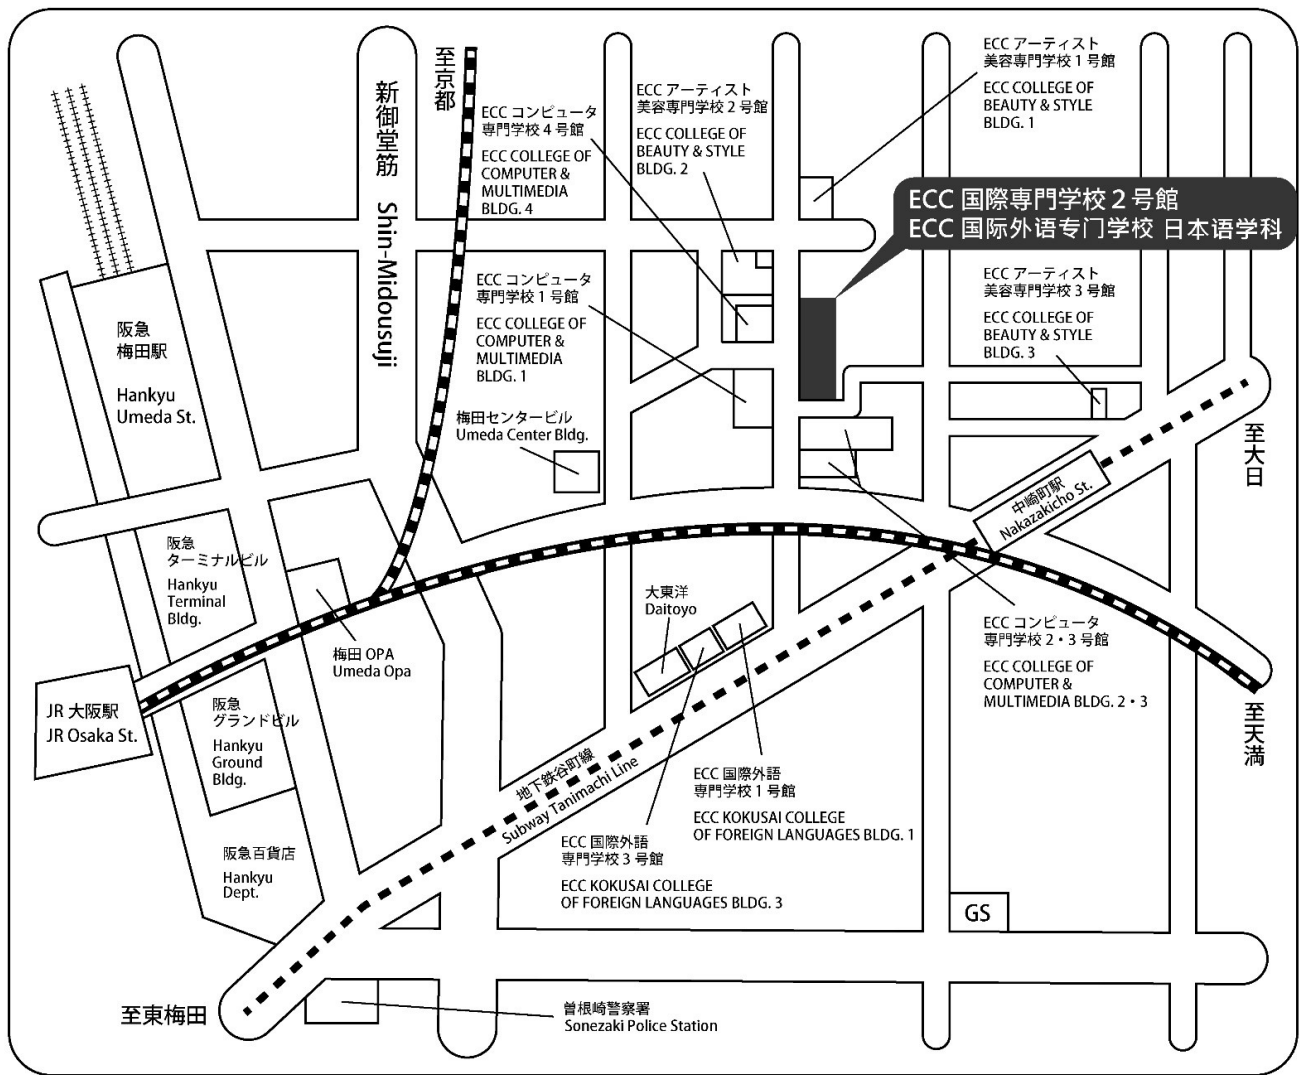 ECC アーティスト
美容専門学校 1 号館
ECC COLLEGE OF
BEAUTY & STYLE
BLDG. 1
至京都
新御堂筋 Shin-Midousuji
ECC コンピュータ
専門学校 4 号館
ECC COLLEGE OF
COMPUTER &
MULTIMEDIA
BLDG. 4
ECC アーティスト
美容専門学校 2 号館
ECC COLLEGE OF
BEAUTY & STYLE
BLDG. 2
ECC 国際専門学校 2 号館
ECC 国际外语专门学校 日本语学科
ECC コンピュータ
専門学校 1 号館
ECC COLLEGE OF
COMPUTER &
MULTIMEDIA
BLDG. 1
ECC アーティスト
美容専門学校 3 号館
ECC COLLEGE OF
BEAUTY & STYLE
BLDG. 3
阪急
梅田駅
Hankyu
Umeda St.
梅田センタービル
Umeda Center Bldg.
至大日
中崎町駅
Nakazakicho St.
阪急
ターミナルビル
Hankyu
Terminal
Bldg.
大東洋
Daitoyo
梅田 OPA
Umeda Opa
ECC コンピュータ
専門学校 2・3 号館
ECC COLLEGE OF
COMPUTER &
MULTIMEDIA BLDG. 2・3
JR 大阪駅
JR Osaka St.
阪急
グランドビル
Hankyu
Ground
Bldg.
至天満
地下鉄谷町線
Subway Tanimachi Line
ECC 国際外語
専門学校 1 号館
ECC KOKUSAI COLLEGE
OF FOREIGN LANGUAGES BLDG. 1
ECC 国際外語
専門学校 3 号館
ECC KOKUSAI COLLEGE
OF FOREIGN LANGUAGES BLDG. 3
阪急百貨店
Hankyu
Dept.
GS
至東梅田
曽根崎警察署
Sonezaki Police Station